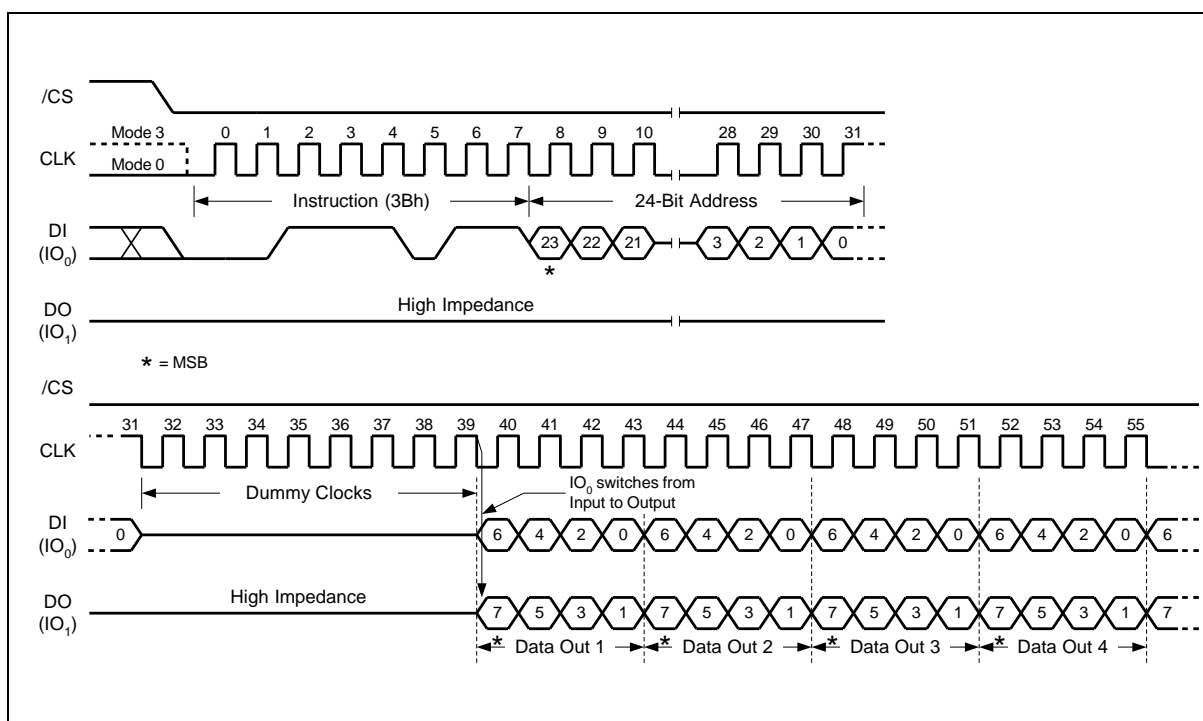 /CS
Mode 3 0 1 2 3 4 5 6 7 8 9 10 28 29 30 31
CLK
Mode 0
Instruction (3Bh) 24-Bit Address
DI
(IO0) 23 22 21 3 2 1 0
*
High Impedance
DO
(IO1)
* = MSB
/CS
31 32 33 34 35 36 37 38 39 40 41 42 43 44 45 46 47 48 49 50 51 52 53 54 55
CLK
Dummy Clocks
IO0 switches from
Input to Output
DI
(IO0) 0 6 4 2 0 6 4 2 0 6 4 2 0 6 4 2 0 6
High Impedance
DO
(IO1) 7 5 3 1 7 5 3 1 7 5 3 1 7 5 3 1 7
* Data Out 1 * Data Out 2 * Data Out 3 * Data Out 4